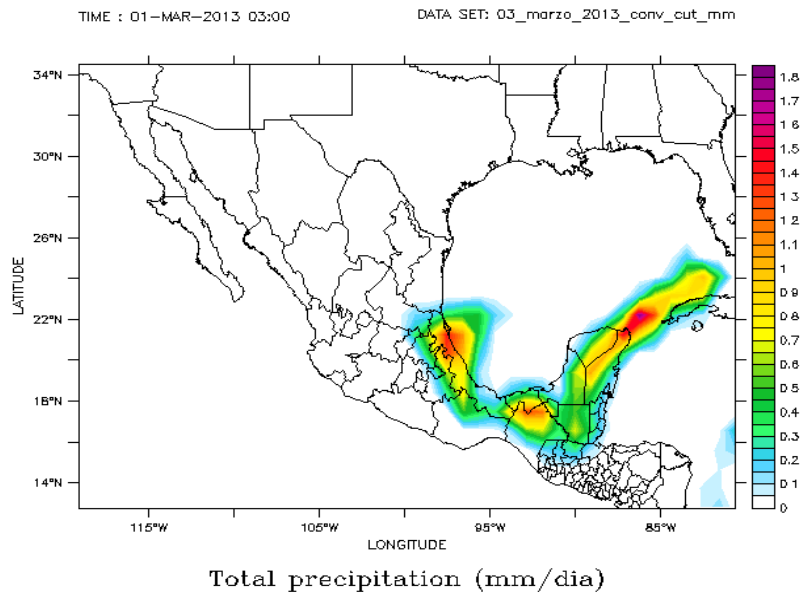 TIME : 01-MAR-2013 03:00
DATA SET: 03_marzo_2013_conv_cut_mm
34°N
30°N
26°N
22°N
18°N
14°N
LATITUDE
115°W
105°W
95°W
85°W
LONGITUDE
1.8
1.7
1.6
1.5
1.4
1.3
1.2
1.1
1
0.9
0.8
0.7
0.6
0.5
0.4
0.3
0.2
0.1
0
Total precipitation (mm/dia)